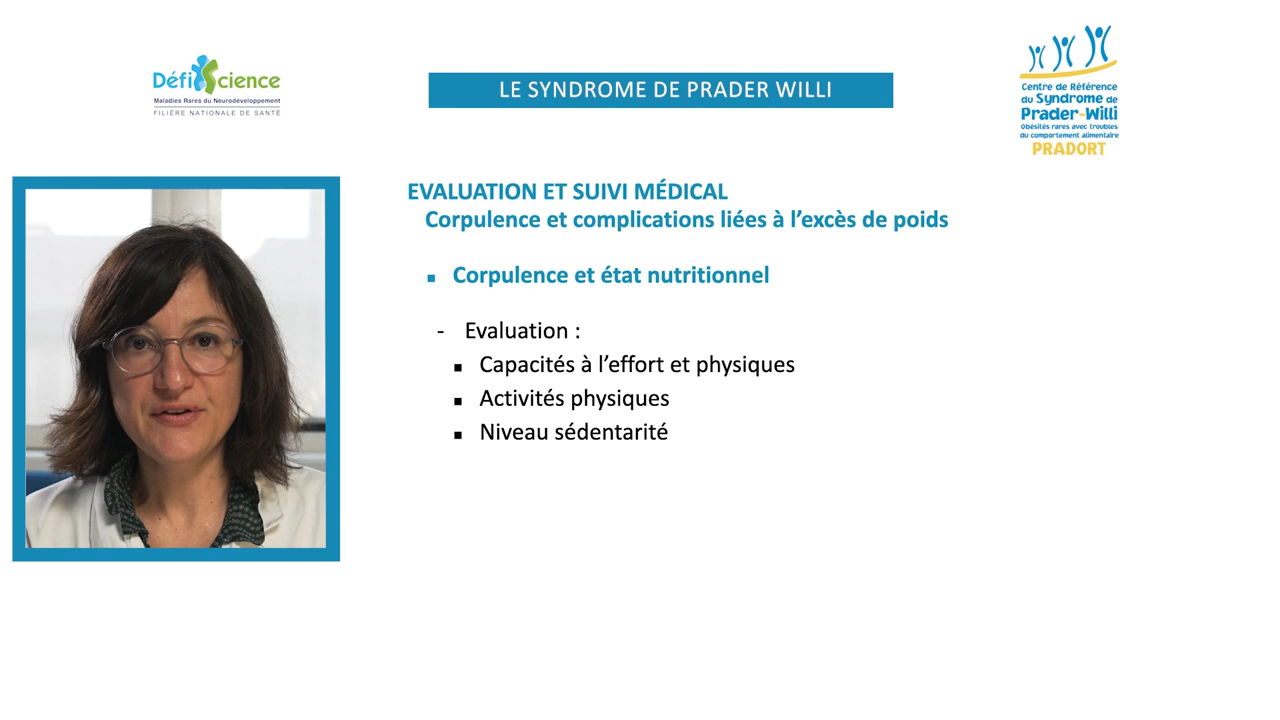 Défi Science
Maladies Rares du Neurodéveloppement
FILIÈRE NATIONALE DE SANTÉ
LE SYNDROME DE PRADER WILLI
Centre de Référence
du Syndrome de
Prader-Willi
Obésités rares avec troubles
du comportement alimentaire
PRADORT
EVALUATION ET SUIVI MÉDICAL
Corpulence et complications liées à l’excès de poids
▪ Corpulence et état nutritionnel
- Evaluation :
▪ Capacités à l’effort et physiques
▪ Activités physiques
▪ Niveau sédentarité